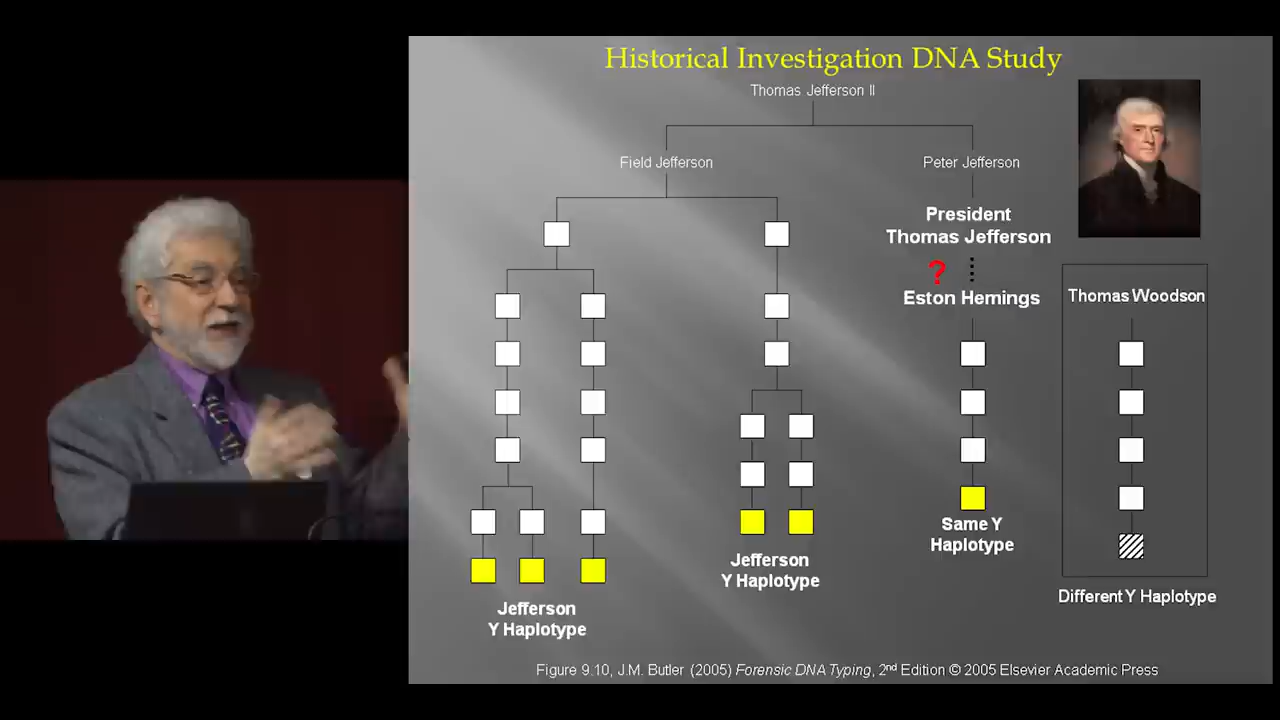 Historical Investigation DNA Study
Thomas Jefferson II
Field Jefferson
Peter Jefferson
President
Thomas Jefferson
?
Eston Hemings
Thomas Woodson
Same Y
Haplotype
Jefferson
Y Haplotype
Different Y Haplotype
Jefferson
Y Haplotype
Figure 9.10, J.M. Butler (2005) Forensic DNA Typing, 2nd Edition © 2005 Elsevier Academic Press